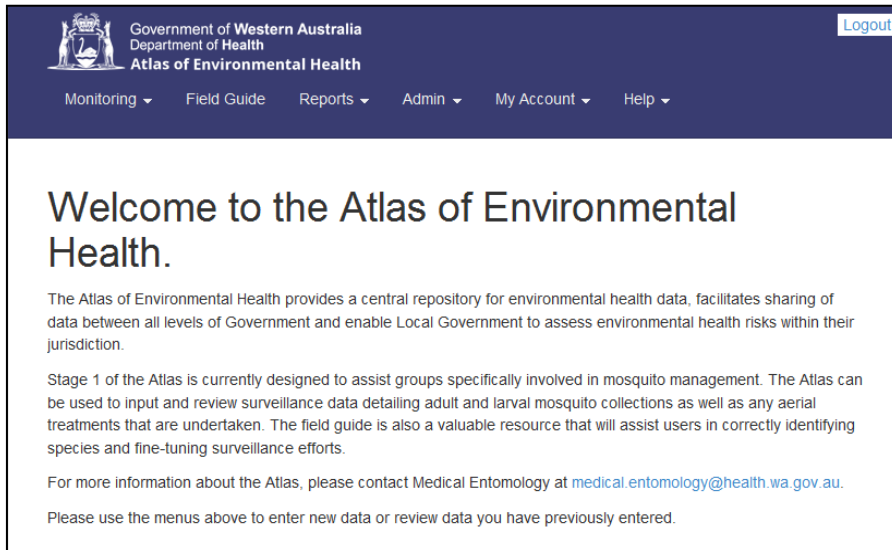 Logout
Government of Western Australia
Department of Health
Atlas of Environmental Health
Monitoring Field Guide Reports Admin My Account Help
Welcome to the Atlas of Environmental
Health.
The Atlas of Environmental Health provides a central repository for environmental health data, facilitates sharing of
data between all levels of Government and enable Local Government to assess environmental health risks within their
jurisdiction.
Stage 1 of the Atlas is currently designed to assist groups specifically involved in mosquito management. The Atlas can
be used to input and review surveillance data detailing adult and larval mosquito collections as well as any aerial
treatments that are undertaken. The field guide is also a valuable resource that will assist users in correctly identifying
species and fine-tuning surveillance efforts.
For more information about the Atlas, please contact Medical Entomology at medical.entomology@health.wa.gov.au.
Please use the menus above to enter new data or review data you have previously entered.